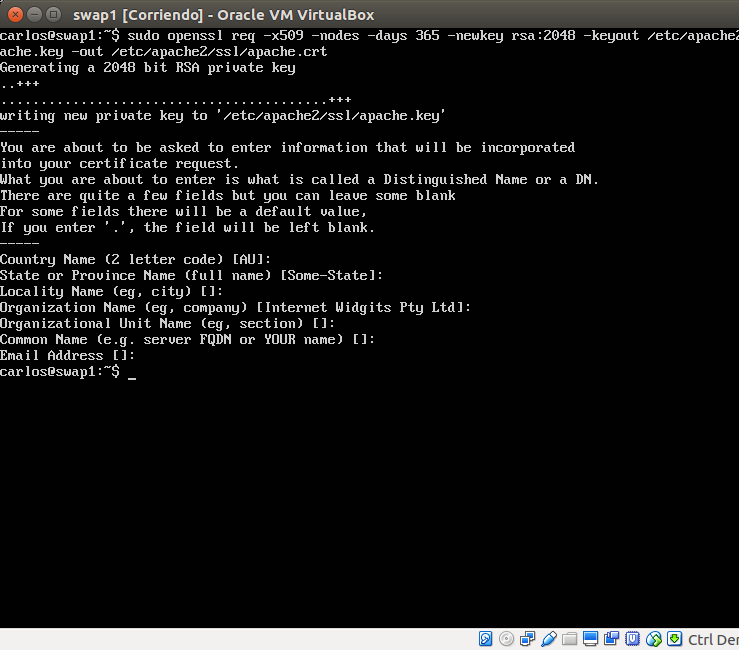 swap1 [Corriendo] - Oracle VM VirtualBox
carlos@swap1:~$ sudo openssl req -x509 -nodes -days 365 -newkey rsa:2048 -keyout /etc/apache2
ache.key -out /etc/apache2/ssl/apache.crt
Generating a 2048 bit RSA private key
..+++
.........................................+++
writing new private key to '/etc/apache2/ssl/apache.key'
-----
You are about to be asked to enter information that will be incorporated
into your certificate request.
What you are about to enter is what is called a Distinguished Name or a DN.
There are quite a few fields but you can leave some blank
For some fields there will be a default value,
If you enter '.', the field will be left blank.
-----
Country Name (2 letter code) [AU]:
State or Province Name (full name) [Some-State]:
Locality Name (eg, city) []:
Organization Name (eg, company) [Internet Widgits Pty Ltd]:
Organizational Unit Name (eg, section) []:
Common Name (e.g. server FQDN or YOUR name) []:
Email Address []:
carlos@swap1:~$ _
Ctrl Der